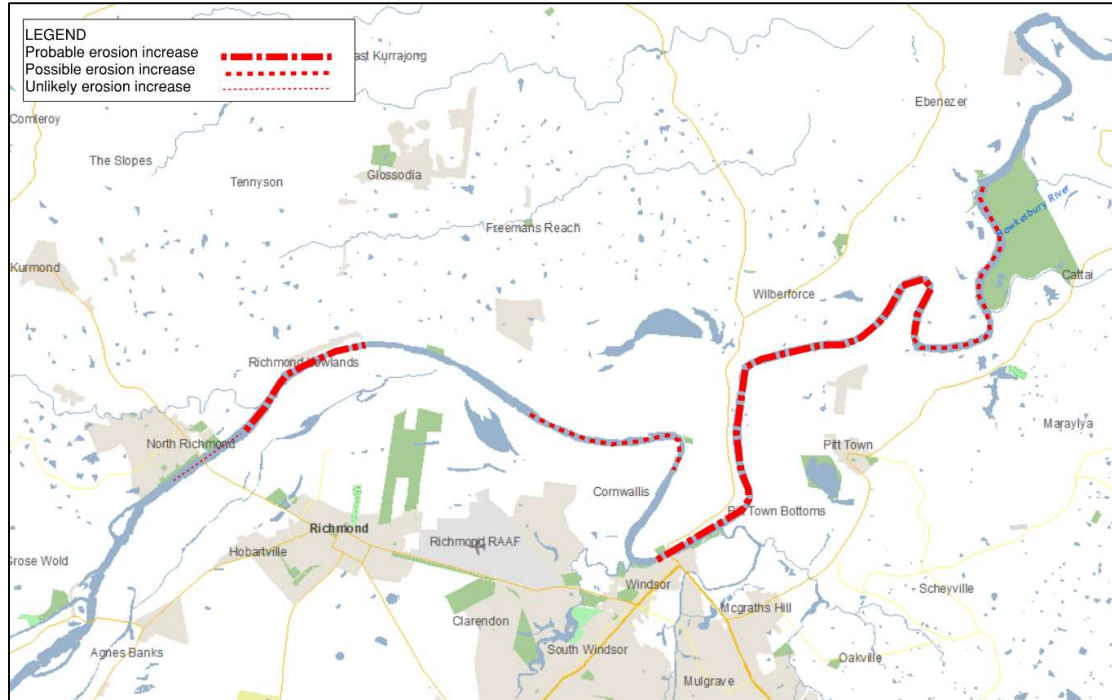 LEGEND
Probable erosion increase
Possible erosion increase
Unlikely erosion increase
ast Kurrajong
Comleroy
Ebenezer
The Slopes
Tennyson
Glossodia
Hawkesbury River
Freemans Reach
Kurmond
Cattai
Wilberforce
Richmond Lowlands
Maraylya
North Richmond
Pitt Town
Cornwallis
Pitt Town Bottoms
Richmond
Richmond RAAF
Hobartville
Grose Wold
Windsor
Scheyville
Mcgraths Hill
Clarendon
South Windsor
Oakville
Agnes Banks
Mulgrave